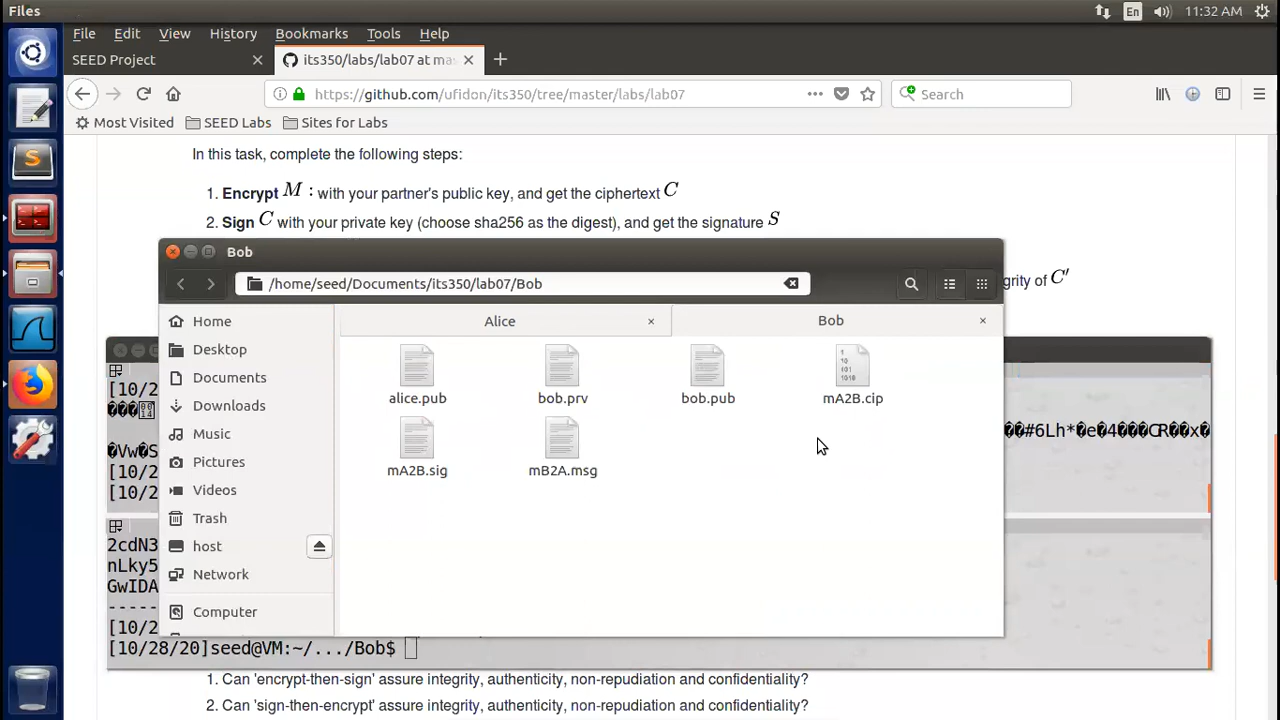 Files
En
11:32 AM
File Edit View History Bookmarks Tools Help
SEED Project
its350/labs/lab07 at mas
https://github.com/ufidon/its350/tree/master/labs/lab07
Search
Most Visited SEED Labs Sites for Labs
In this task, complete the following steps:
1. Encrypt M : with your partner's public key, and get the ciphertext C
2. Sign C with your private key (choose sha256 as the digest), and get the signature S
grity of C′
Bob
/home/seed/Documents/its350/lab07/Bob
Home
Desktop
Documents
Downloads
Music
Pictures
Videos
Trash
host
Network
Computer
Alice
Bob
alice.pub bob.prv bob.pub mA2B.cip
mA2B.sig mB2A.msg
[10/2
�Vw�S
[10/2
[10/2
2cdN3
nLky5
GwIDA
-----
[10/2
[10/28/20]seed@VM:~/.../Bob$
1. Can 'encrypt-then-sign' assure integrity, authenticity, non-repudiation and confidentiality?
2. Can 'sign-then-encrypt' assure integrity, authenticity, non-repudiation and confidentiality?